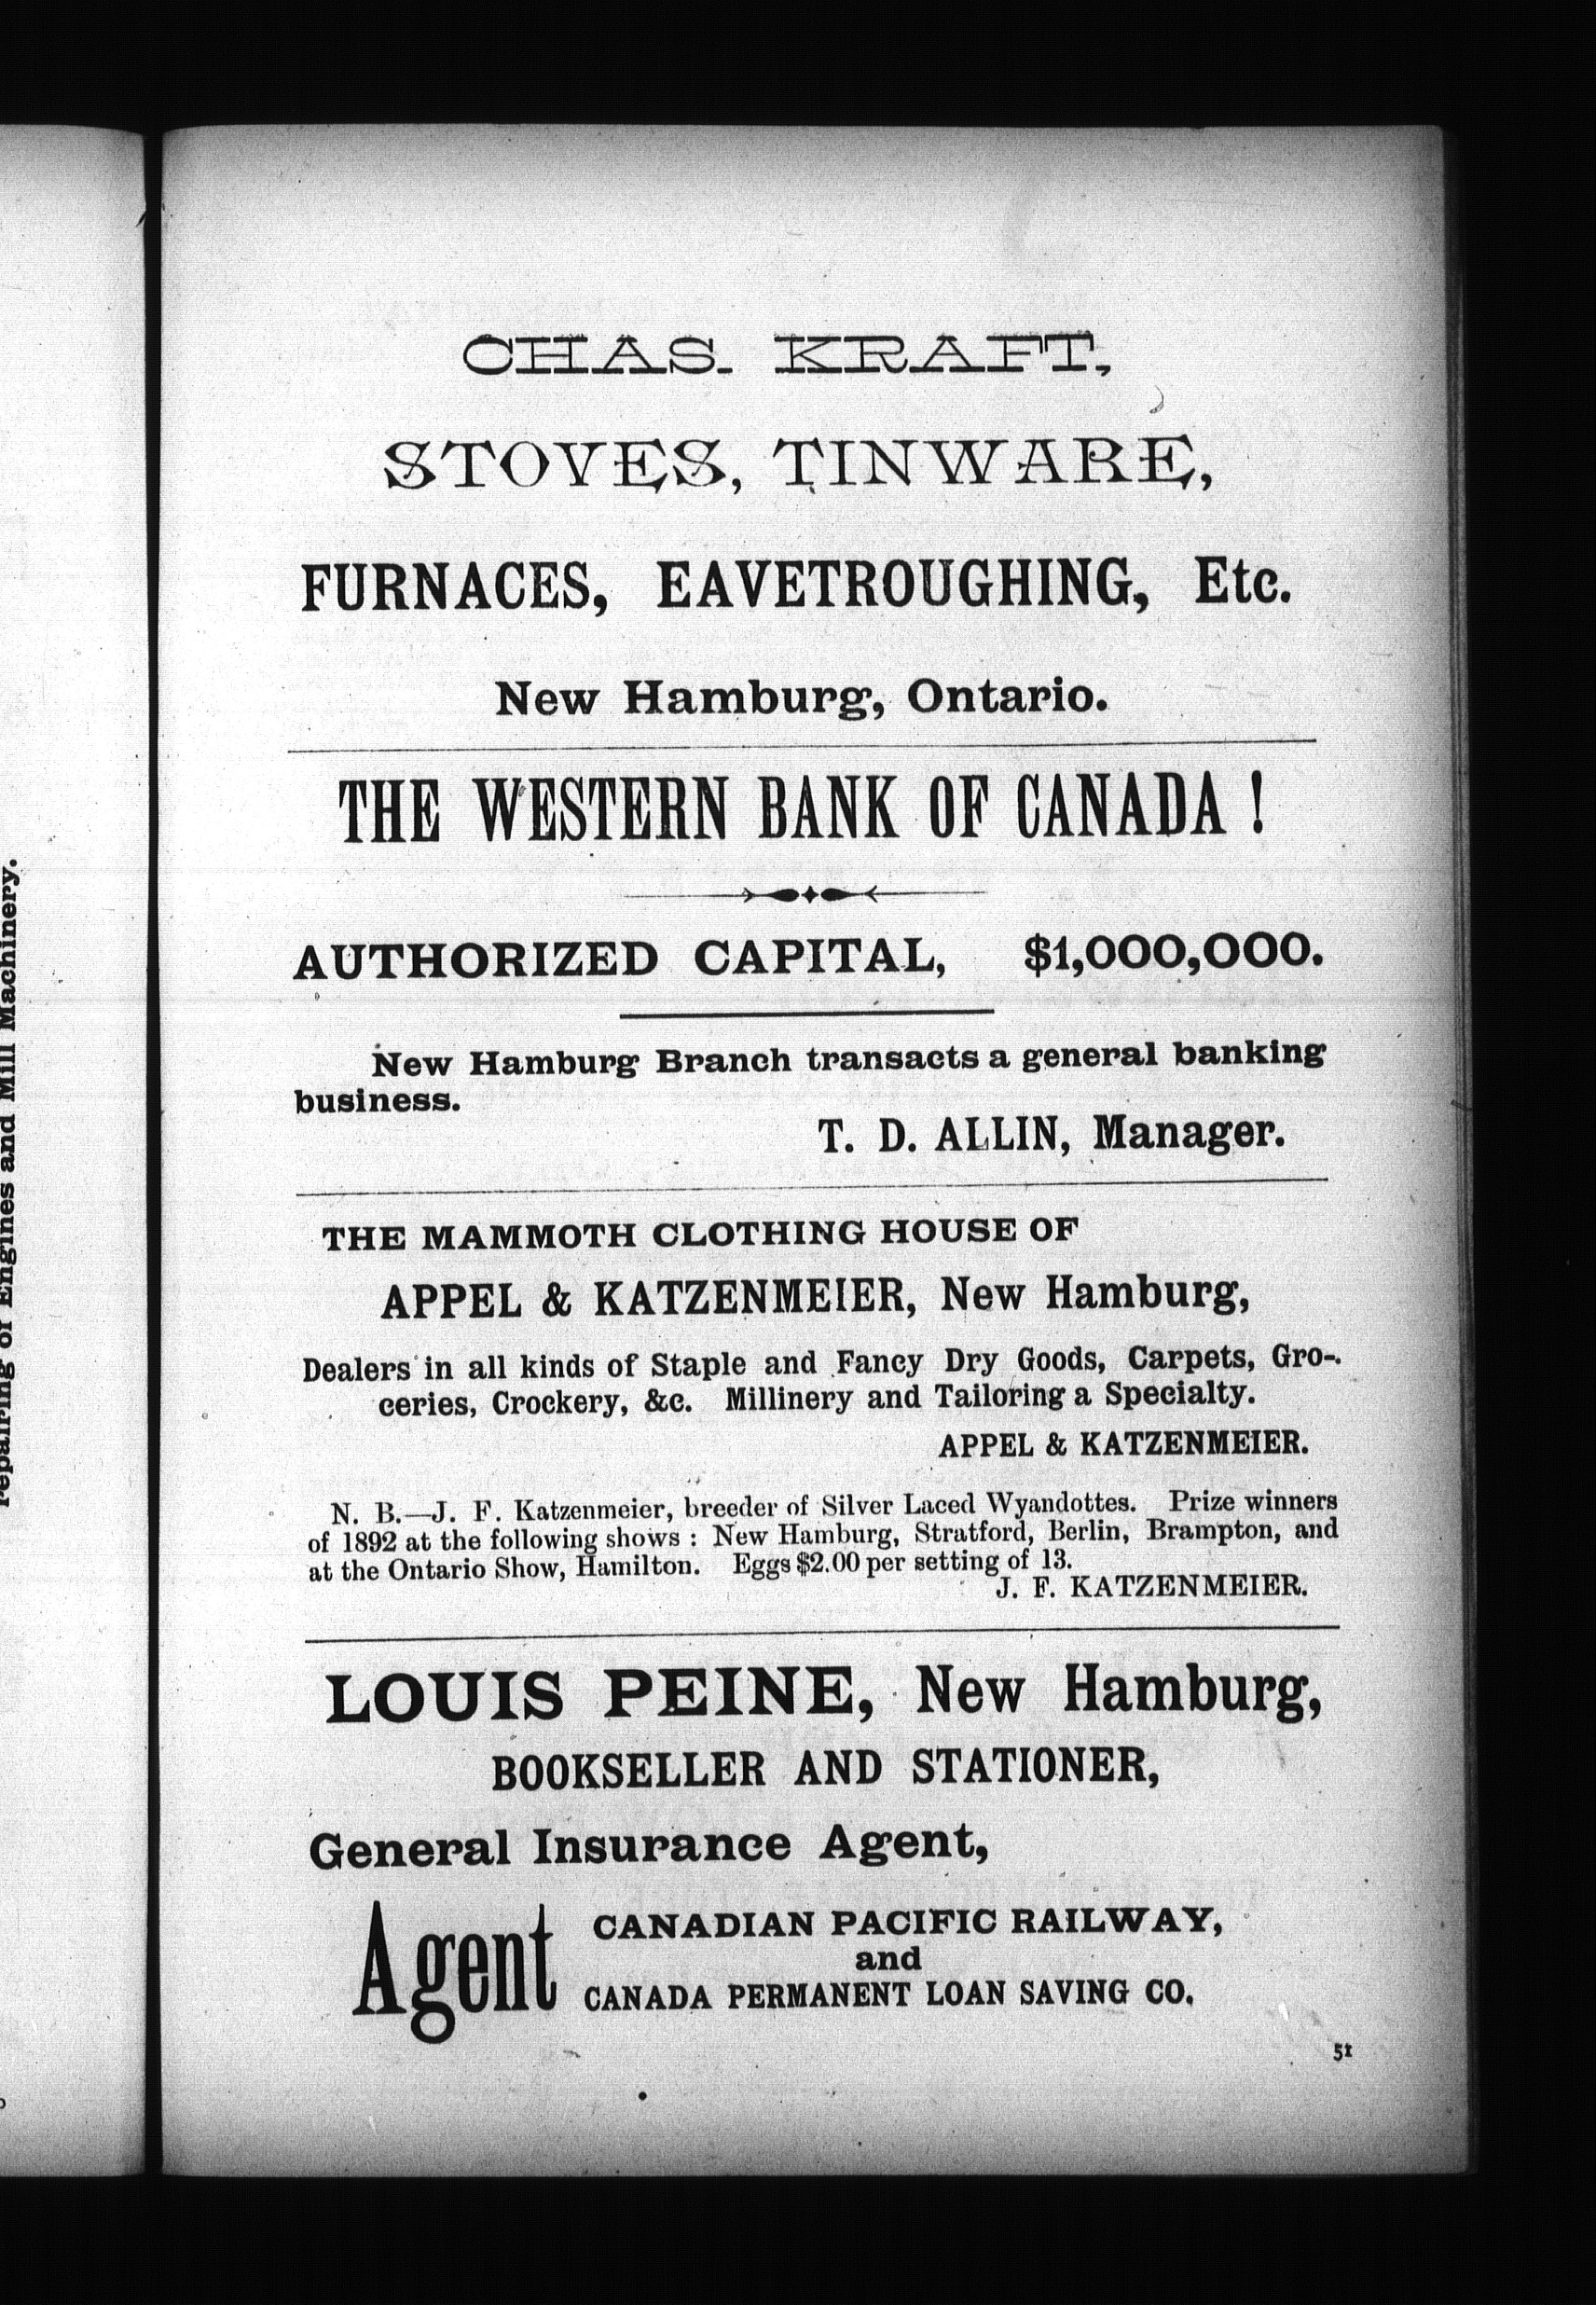 CHAS. KRAFT,
STOVES, TINWARE,
FURNACES, EAVETROUGHING, Etc.
New Hamburg, Ontario.
THE WESTERN BANK OF CANADA !
AUTHORIZED CAPITAL, $1,000,000.
New Hamburg Branch transacts a general banking
business.
T. D. ALLIN, Manager.
THE MAMMOTH CLOTHING HOUSE OF
APPEL & KATZENMEIER, New Hamburg,
Dealers in all kinds of Staple and Fancy Dry Goods, Carpets, Gro-
ceries, Crockery, &c. Millinery and Tailoring a Specialty.
APPEL & KATZENMEIER.
N. B.—J. F. Katzenmeier, breeder of Silver Laced Wyandottes. Prize winners
of 1892 at the following shows : New Hamburg, Stratford, Berlin, Brampton, and
at the Ontario Show, Hamilton. Eggs $2.00 per setting of 13.
J. F. KATZENMEIER.
LOUIS PEINE, New Hamburg,
BOOKSELLER AND STATIONER,
General Insurance Agent,
Agent CANADIAN PACIFIC RAILWAY,
and
CANADA PERMANENT LOAN SAVING CO.
51
repairing of Engines and Mill Machinery.